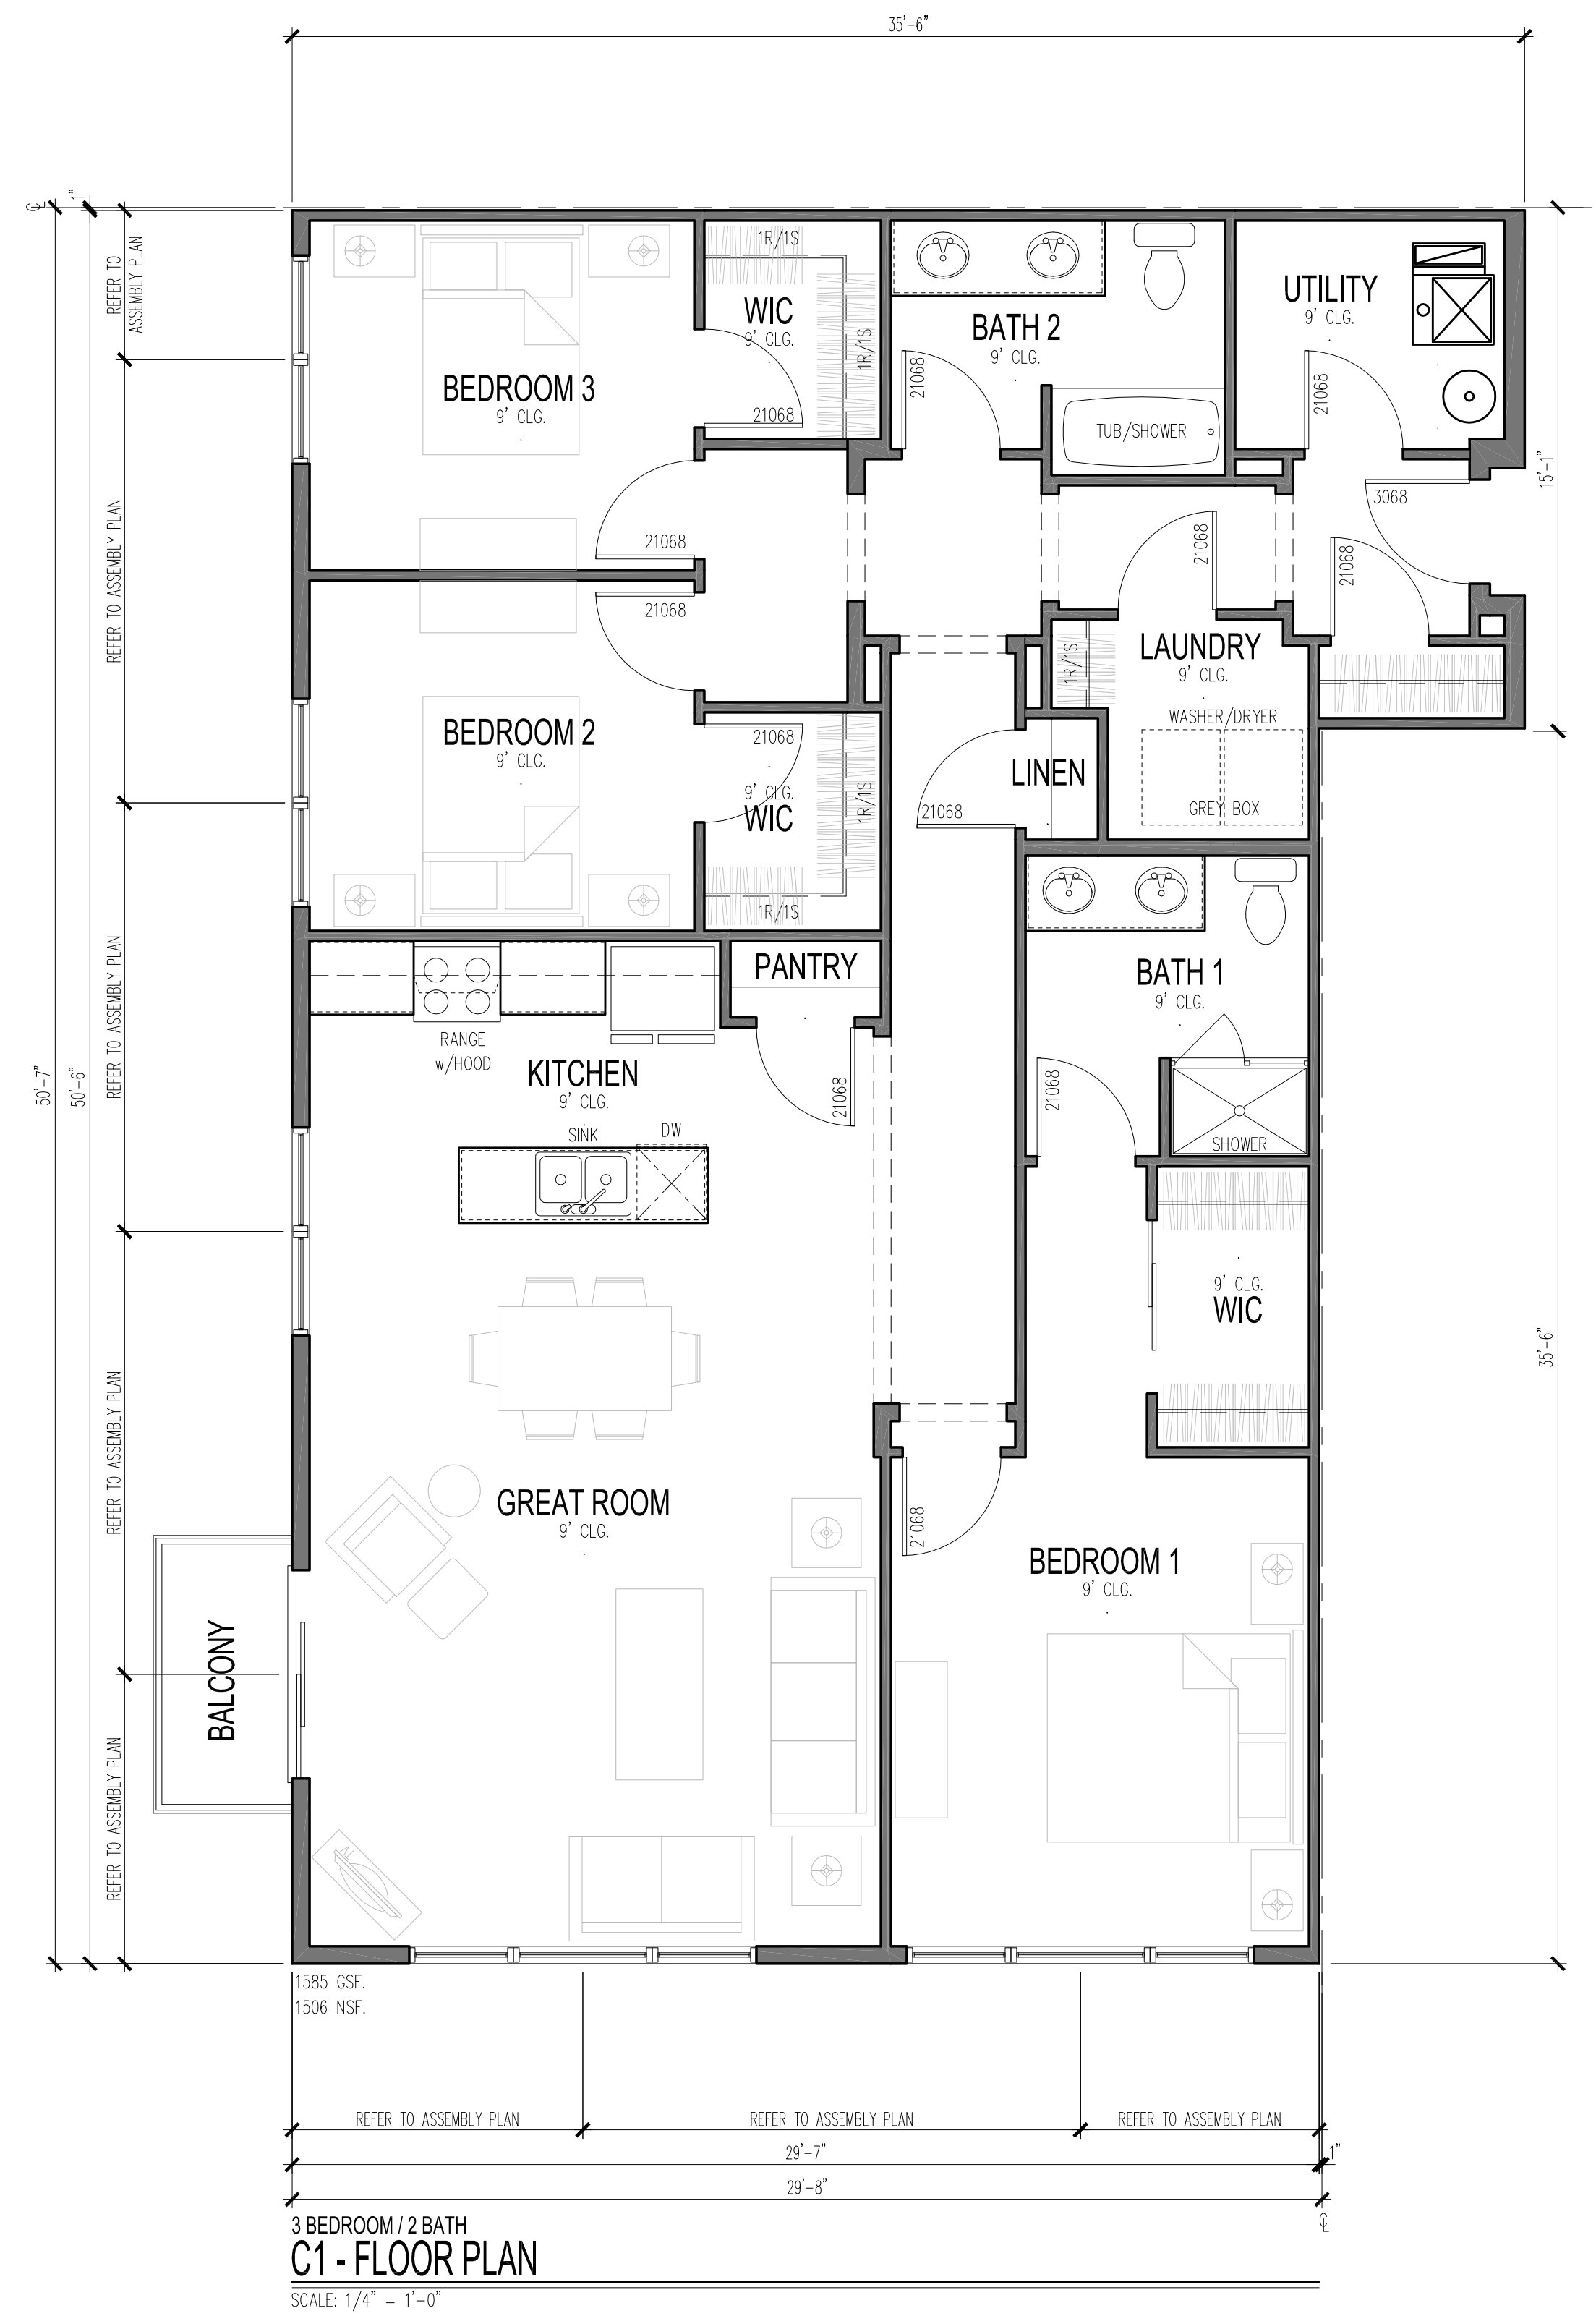 35'-6"
1"
REFER TO
ASSEMBLY PLAN
1R/1S
WIC
9' CLG.
1R/1S
21068
BEDROOM 3
9' CLG.
BATH 2
9' CLG.
21068
TUB/SHOWER
UTILITY
9' CLG.
21068
15'-1"
3068
21068
21068
21068
REFER TO ASSEMBLY PLAN
21068
LAUNDRY
9' CLG.
1R/1S
WASHER/DRYER
GREY BOX
BEDROOM 2
9' CLG.
21068
9' CLG.
WIC
1R/1S
1R/1S
LINEN
21068
REFER TO ASSEMBLY PLAN
PANTRY
21068
RANGE
w/HOOD
KITCHEN
9' CLG.
SINK
DW
BATH 1
9' CLG.
21068
SHOWER
50'-7"
50'-6"
9' CLG.
WIC
35'-6"
REFER TO ASSEMBLY PLAN
GREAT ROOM
9' CLG.
21068
BEDROOM 1
9' CLG.
BALCONY
REFER TO ASSEMBLY PLAN
1585 GSF.
1506 NSF.
REFER TO ASSEMBLY PLAN
REFER TO ASSEMBLY PLAN
REFER TO ASSEMBLY PLAN
29'-7"
1"
29'-8"
3 BEDROOM / 2 BATH
C1 - FLOOR PLAN
SCALE: 1/4" = 1'-0"